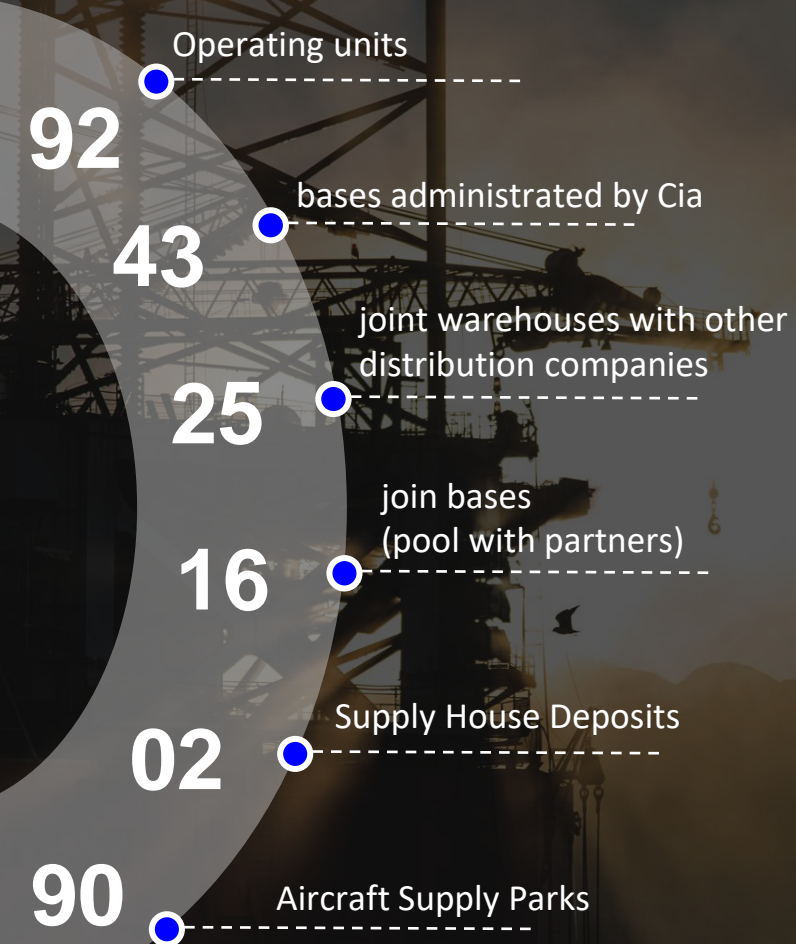 Operating units
92
bases administrated by Cia
43
joint warehouses with other
distribution companies
25
join bases
(pool with partners)
16
Supply House Deposits
02
Aircraft Supply Parks
90